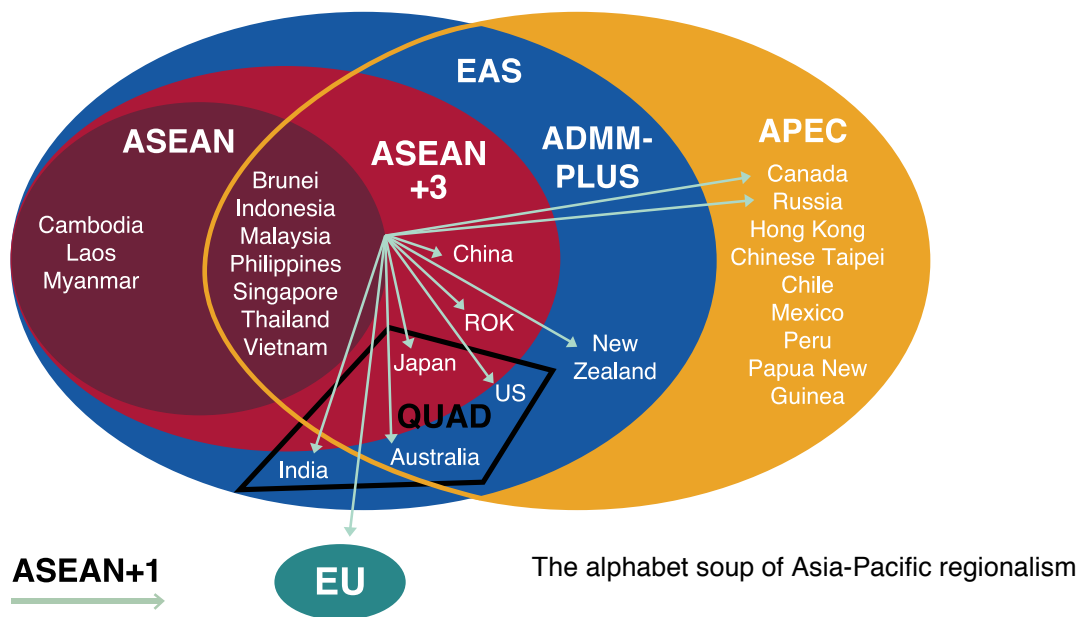 EAS
ASEAN
ASEAN
+3
ADMM-
PLUS
APEC
Cambodia
Laos
Myanmar
Brunei
Indonesia
Malaysia
Philippines
Singapore
Thailand
Vietnam
China
ROK
Japan
US
QUAD
India
Australia
New
Zealand
Canada
Russia
Hong Kong
Chinese Taipei
Chile
Mexico
Peru
Papua New
Guinea
ASEAN+1
EU
The alphabet soup of Asia-Pacific regionalism